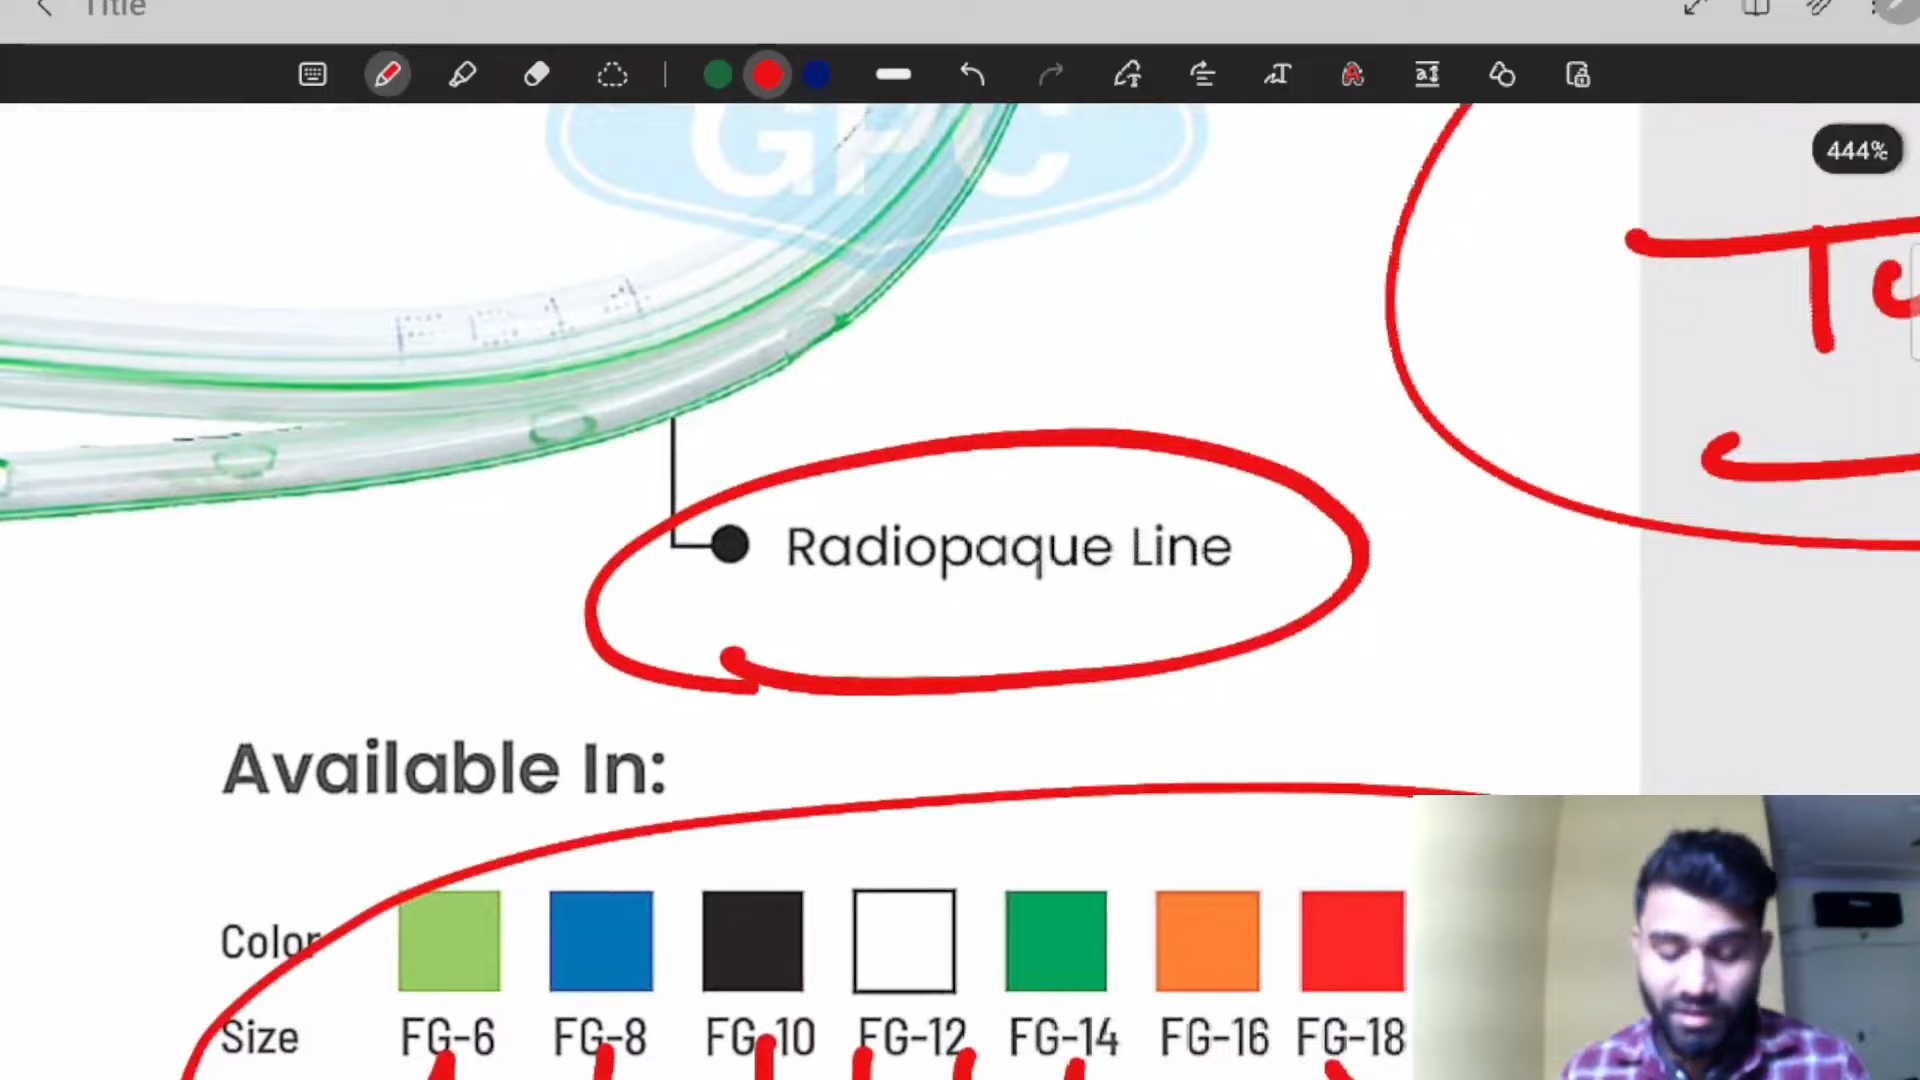 Title
444%
GPC
FG14
Radiopaque Line
Available In:
Color
Size FG-6 FG-8 FG-10 FG-12 FG-14 FG-16 FG-18